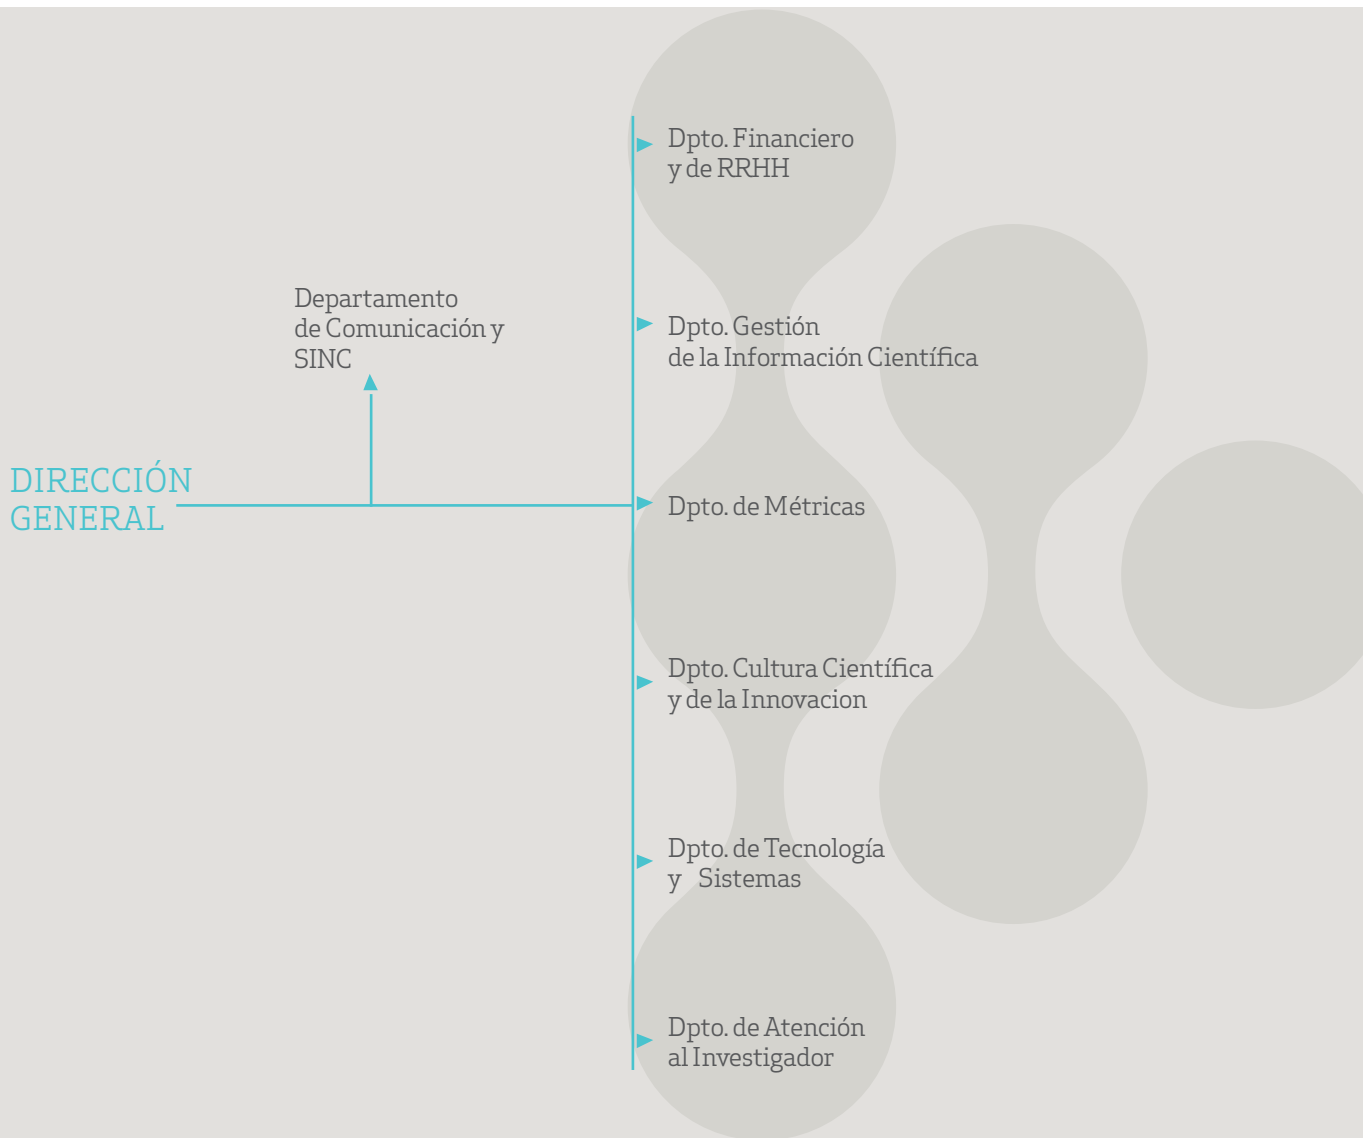 DIRECCIÓN
GENERAL
Departamento
de Comunicación y
SINC
Dpto. Financiero
y de RRHH
Dpto. Gestión
de la Información Científica
Dpto. de Métricas
Dpto. Cultura Científica
y de la Innovacion
Dpto. de Tecnología
y Sistemas
Dpto. de Atención
al Investigador